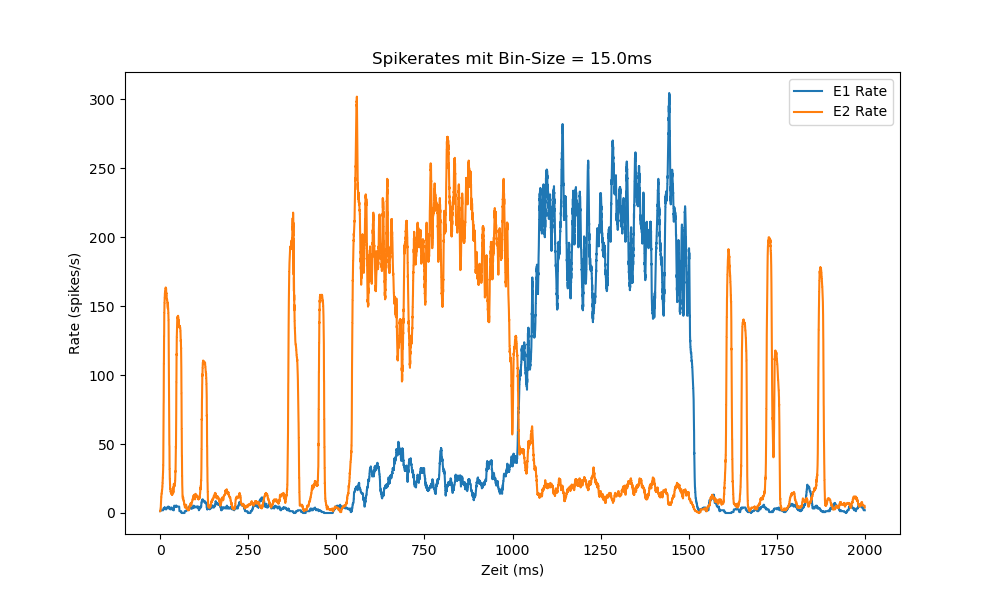 Spikerates mit Bin-Size = 15.0ms
E1 Rate
E2 Rate
300
250
200
150
100
50
0
Rate (spikes/s)
0 250 500 750 1000 1250 1500 1750 2000
Zeit (ms)